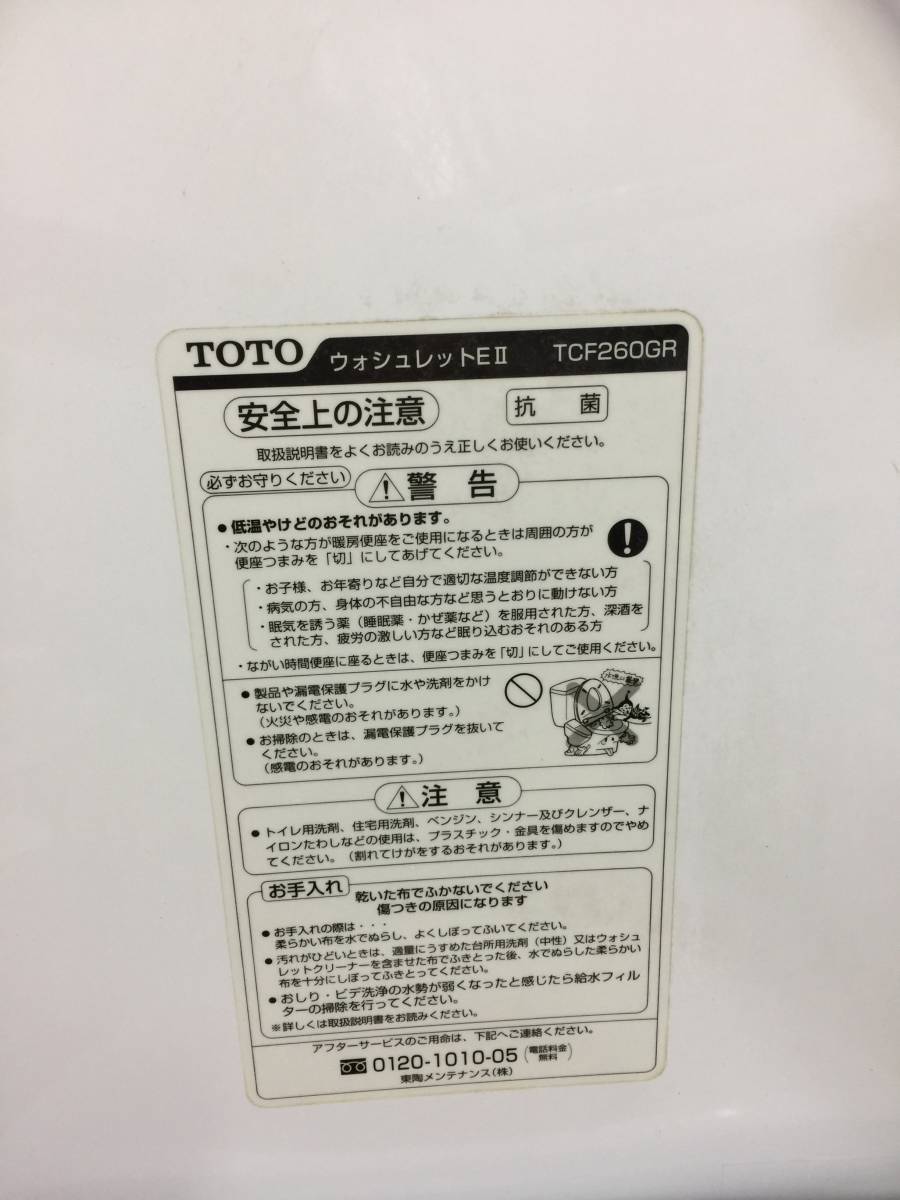 TOTO ウォシュレットEⅡ TCF260GR
安全上の注意 抗 菌
取扱説明書をよくお読みのうえ正しくお使いください。
必ずお守りください ⚠警 告
● 低温やけどのおそれがあります。
・次のような方が暖房便座をご使用になるときは周囲の方が
便座つまみを「切」にしてあげてください。
・お子様、お年寄りなど自分で適切な温度調節ができない方
・病気の方、身体の不自由な方など思うとおりに動けない方
・眠気を誘う薬（睡眠薬・かぜ薬など）を服用された方、深酒を
された方、疲労の激しい方など眠り込むおそれのある方
・ながい時間便座に座るときは、便座つまみを「切」にしてご使用ください。
● 製品や漏電保護プラグに水や洗剤をかけ
ないでください。
（火災や感電のおそれがあります。）
● お掃除のときは、漏電保護プラグを抜いて
ください。
（感電のおそれがあります。）
⚠注 意
● トイレ用洗剤、住宅用洗剤、ベンジン、シンナー及びクレンザー、ナ
イロンたわしなどの使用は、プラスチック・金具を傷めますのでやめ
てください。（割れてけがをするおそれがあります。）
お手入れ 乾いた布でふかないでください
傷つきの原因になります
● お手入れの際は・・・
柔らかい布を水でぬらし、よくしぼってふいてください。
● 汚れがひどいときは、適量にうすめた台所用洗剤（中性）又はウォシュ
レットクリーナーを含ませた布でふきとった後、水でぬらした柔らかい
布を十分にしぼってふきとってください。
● おしり・ビデ洗浄の水勢が弱くなったと感じたら給水フィル
ターの掃除を行ってください。
※詳しくは取扱説明書をお読みください。
アフターサービスのご用命は、下記へご連絡ください。
0120-1010-05（電話料金
無料）
東陶メンテナンス（株）